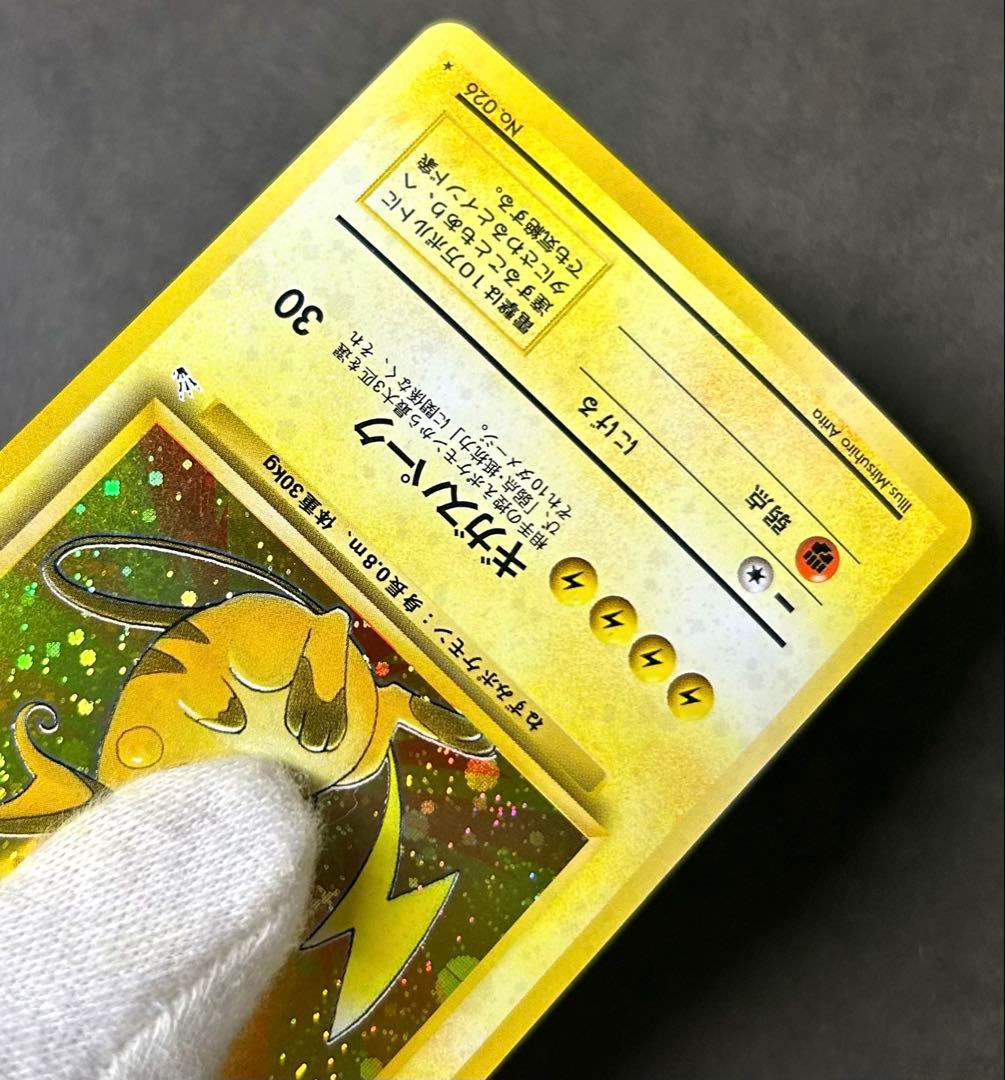 ねずみポケモン：身長0.8m、体重30kg
ギガスパーク
30
相手の控えポケモンから最大3匹を選
び、「弱点・抵抗力」に関係なく、それ
ぞれ10ダメージ。
弱点
にげる
電撃は10万ボルトに
達することもあり、ヘ
タにさわるとインド象
でも気絶する。
Illus. Mitsuhiro Arita
No. 026
★